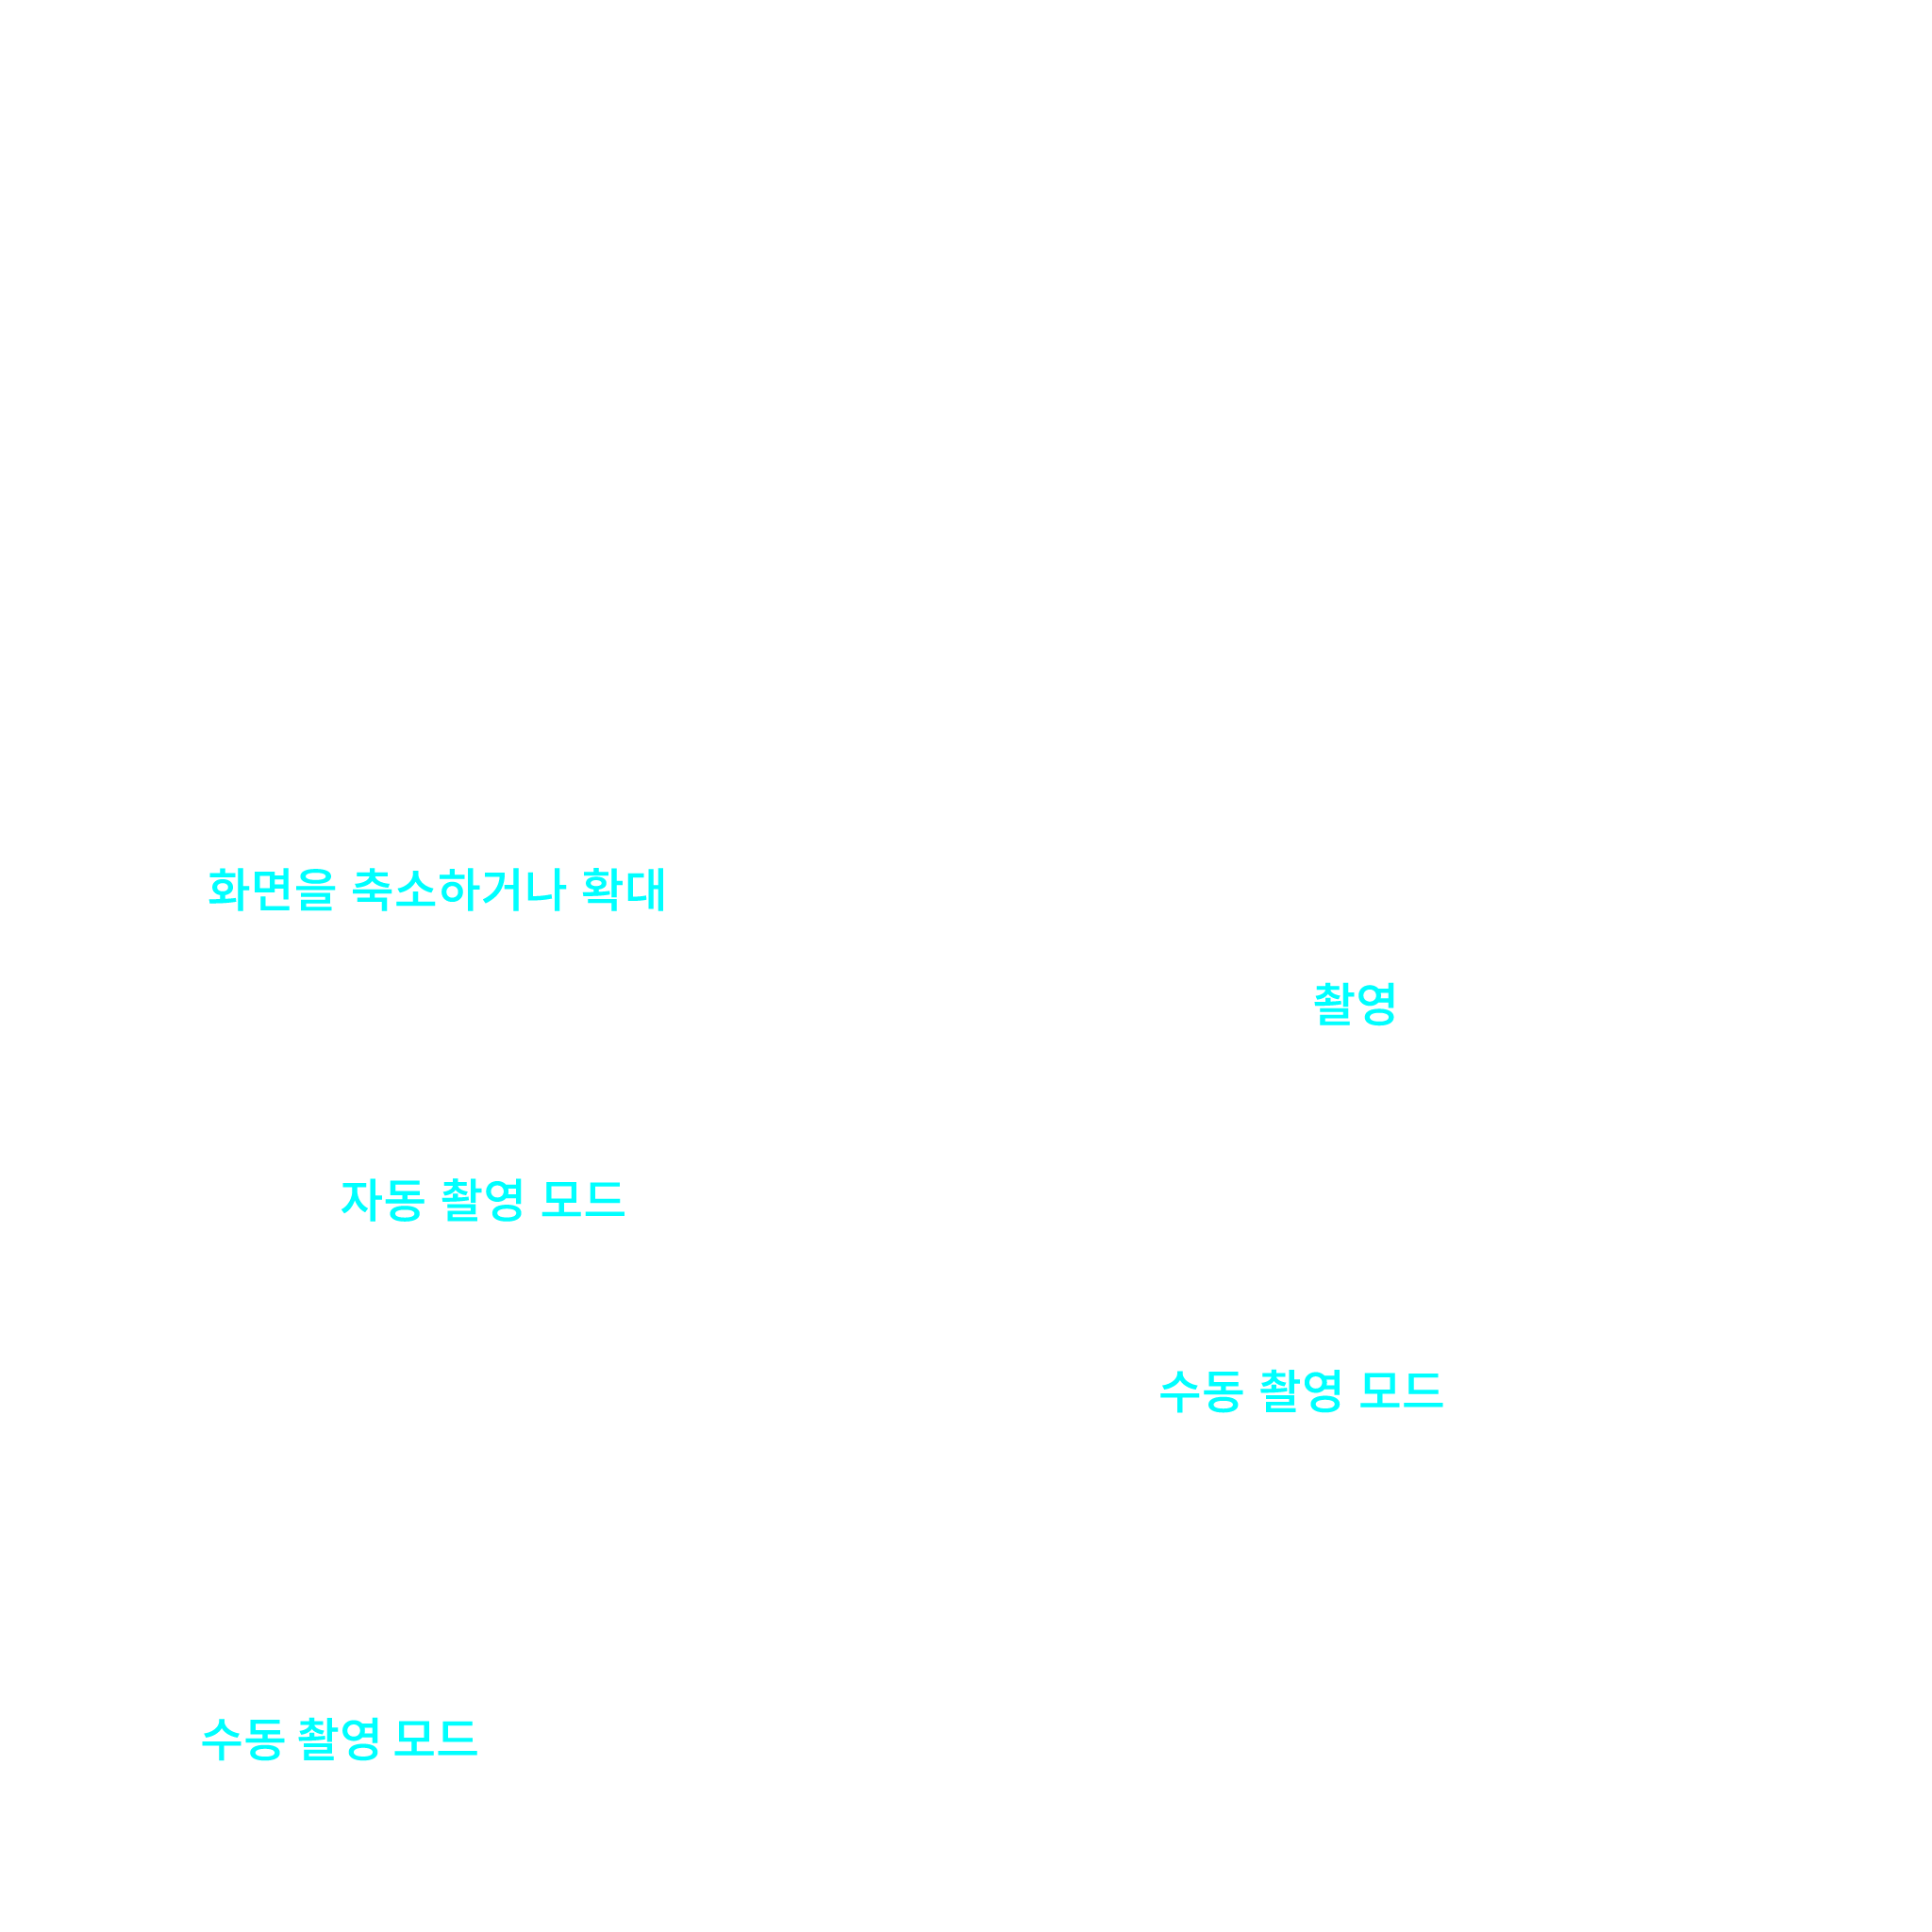 화면을 축소하거나 확대
촬영
자동 촬영 모드
수동 촬영 모드
수동 촬영 모드